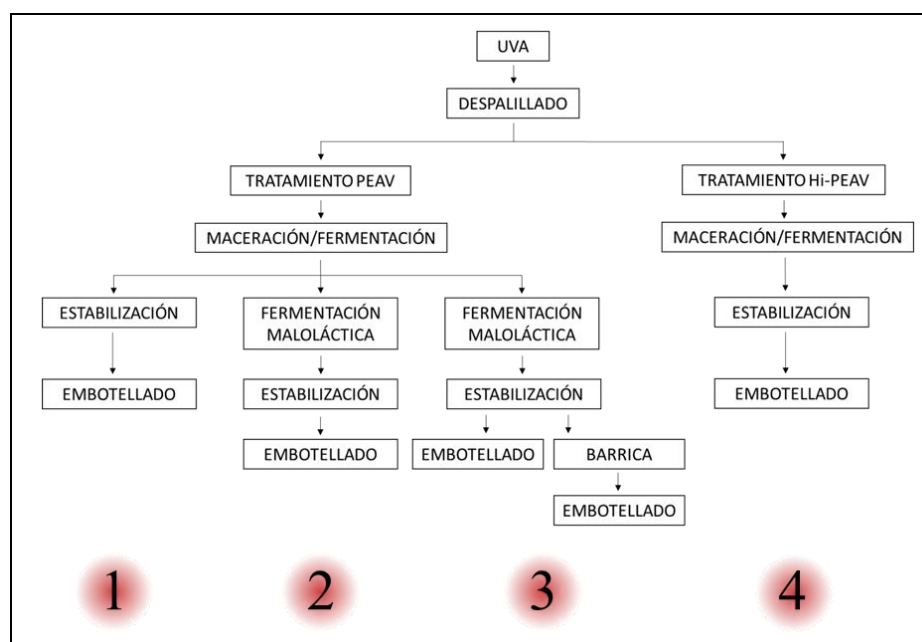 UVA
DESPALILLADO
TRATAMIENTO PEAV
TRATAMIENTO Hi-PEAV
MACERACIÓN/FERMENTACIÓN
MACERACIÓN/FERMENTACIÓN
ESTABILIZACIÓN
FERMENTACIÓN
MALOLÁCTICA
FERMENTACIÓN
MALOLÁCTICA
ESTABILIZACIÓN
EMBOTELLADO
ESTABILIZACIÓN
ESTABILIZACIÓN
EMBOTELLADO
EMBOTELLADO
EMBOTELLADO
BARRICA
EMBOTELLADO
1
2
3
4